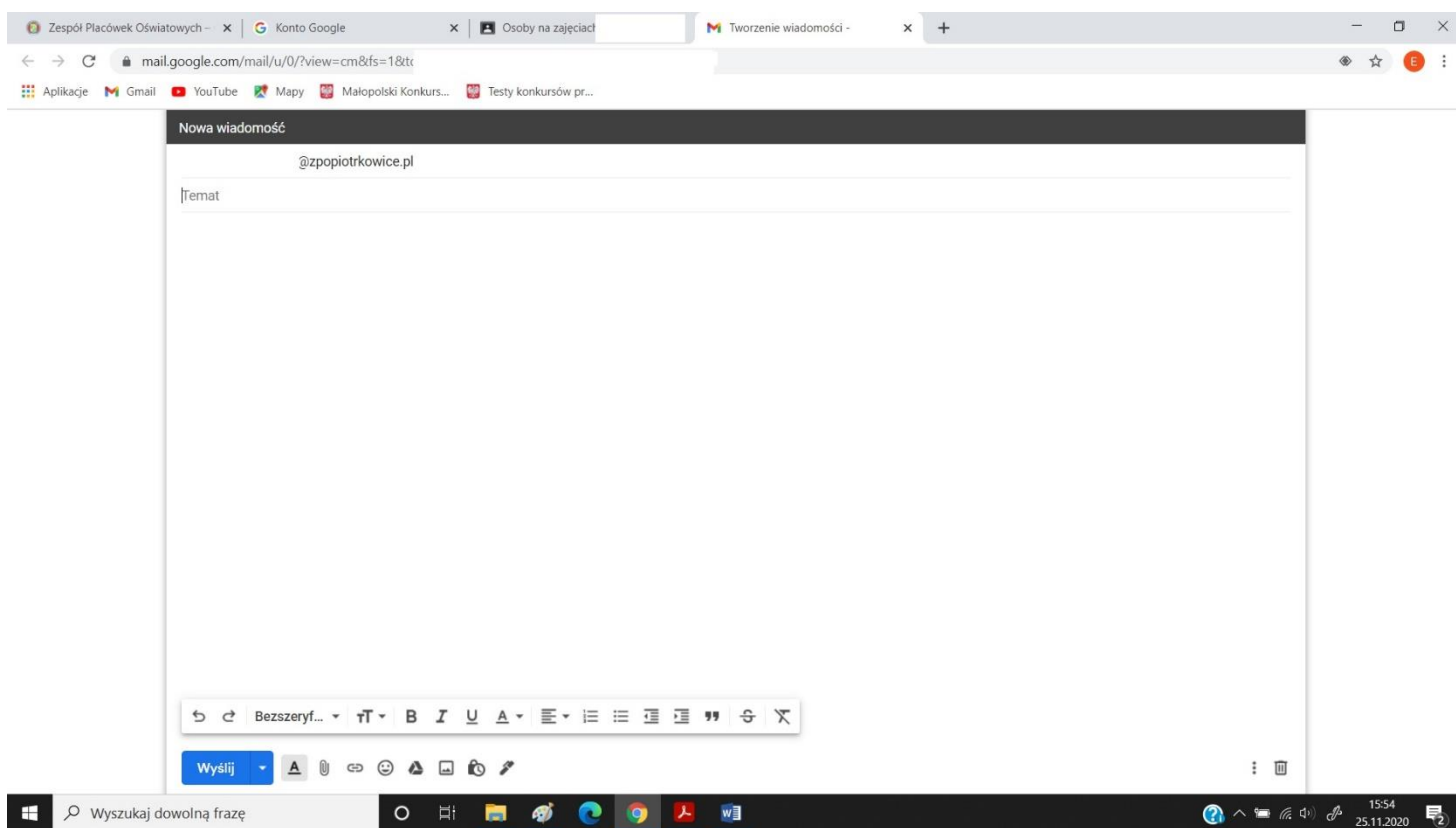 Zespół Placówek Oświatowych –
Konto Google
Osoby na zajęciach
Tworzenie wiadomości -
mail.google.com/mail/u/0/?view=cm&fs=1&to
E
Aplikacje
Gmail
YouTube
Mapy
Małopolski Konkurs...
Testy konkursów pr...
Nowa wiadomość
@zpopiotrkowice.pl
Temat
Bezszeryf...
B I U A
Wyślij
A
Wyszukaj dowolną frazę
15:54
25.11.2020
2